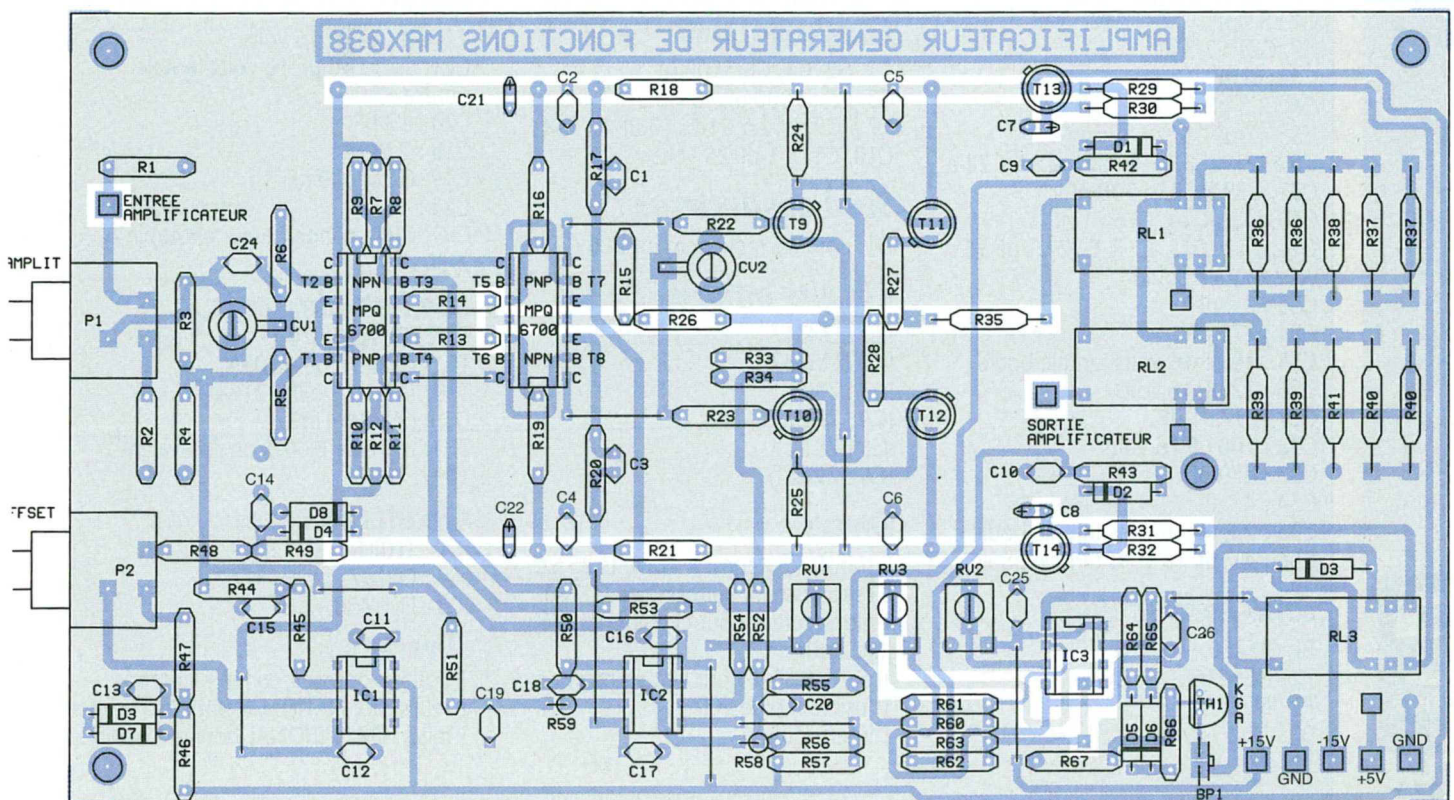 AMPLIFICATEUR GENERATEUR DE FONCTIONS MAX038
C21
C2
R18
C5
T13
R29
R30
C7
R1
R17
C1
R24
D1
C9
R42
ENTREE
AMPLIFICATEUR
R9
R7
R8
R16
R22
T9
T11
RL1
R36
R36
R38
R37
R37
C24
R6
AMPLIT
P1
R3
CV1
C
T2 B
NPN
B T3
E
MPQ
6700
E
T1 B
PNP
B T4
C
C
C
R14
R13
C
T5 B
PNP
B T7
E
MPQ
6700
E
T6 B
NPN
B T8
C
C
C
R15
CV2
R26
R27
R35
R33
R34
R28
RL2
R5
R2
R4
R10
R12
R11
R19
R23
T10
T12
SORTIE
AMPLIFICATEUR
R39
R39
R41
R40
R40
C14
R20
C3
R25
C10
R43
D2
D8
D4
C22
C4
C6
C8
FFSET
P2
R48
R49
R21
T14
R31
R32
R44
C15
R45
C11
R50
R53
C16
R54
R52
RV1
RV3
RV2
C25
D3
R47
R51
IC1
C18
R59
IC2
IC3
R64
R65
C26
RL3
C13
D3
D7
R46
C12
C19
C17
R55
C20
R56
R58
R57
R61
R60
R63
R62
R67
D5
D6
R66
TH1
K
G
A
BP1
+15V
GND
-15V
+5V
GND